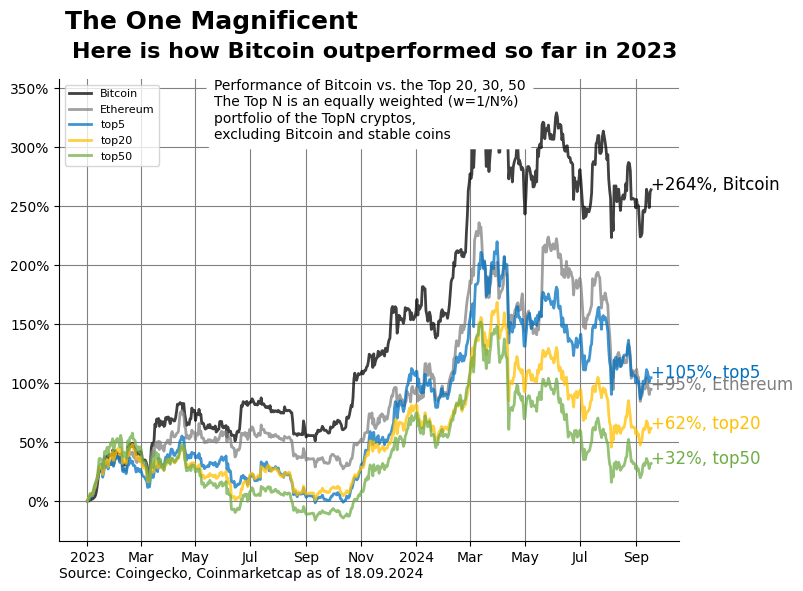 The One Magnificent
Here is how Bitcoin outperformed so far in 2023
350%
300%
250%
200%
150%
100%
50%
0%
Bitcoin
Ethereum
top5
top20
top50
Performance of Bitcoin vs. the Top 20, 30, 50
The Top N is an equally weighted (w=1/N%)
portfolio of the TopN cryptos,
excluding Bitcoin and stable coins
+264%, Bitcoin
+105%, top5
+95%, Ethereum
+62%, top20
+32%, top50
2023 Mar May Jul Sep Nov 2024 Mar May Jul Sep
Source: Coingecko, Coinmarketcap as of 18.09.2024